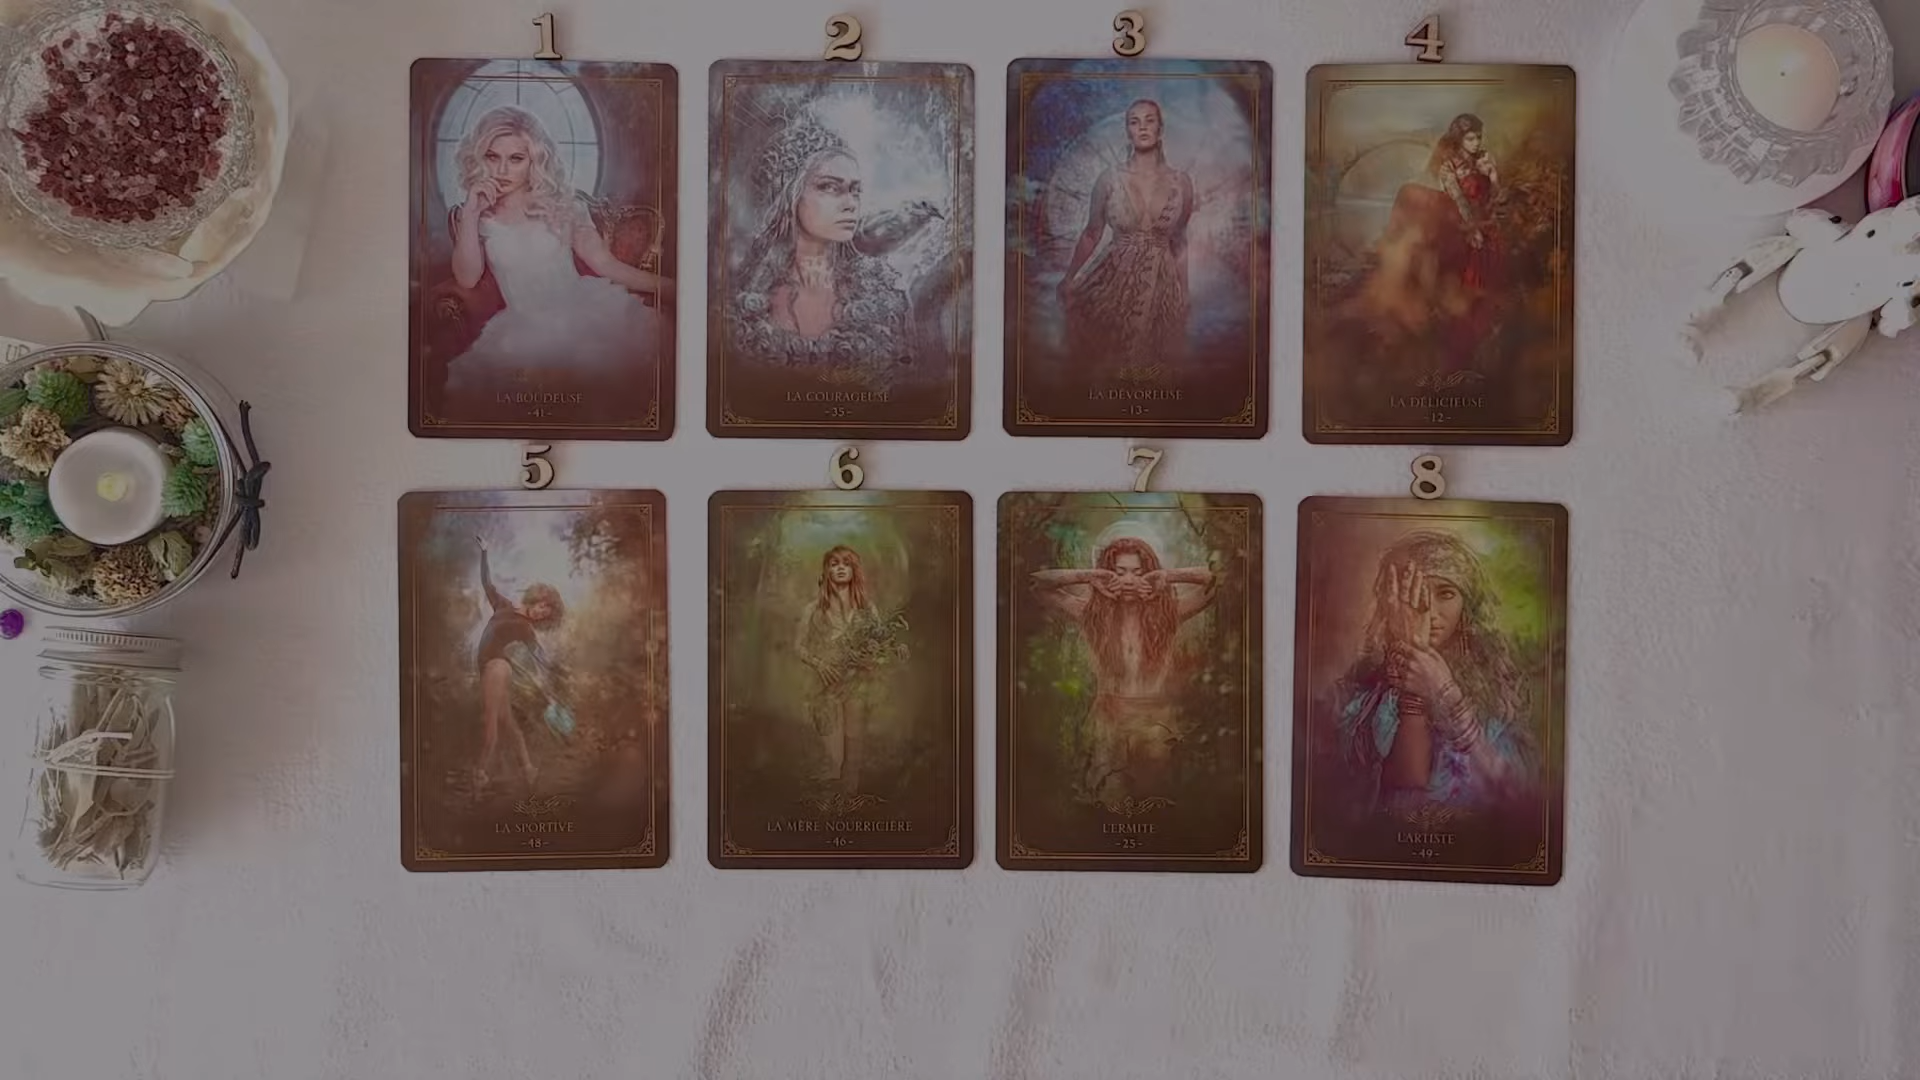 1
2
3
4
LA BOUDEUSE
-41-
LA COURAGEUSE
-35-
LA DÉVOREUSE
-13-
LA DÉLICIEUSE
-12-
5
6
7
8
LA SPORTIVE
-48-
LA MÈRE NOURRICIÈRE
-46-
L'ERMITE
-25-
L'ARTISTE
-49-